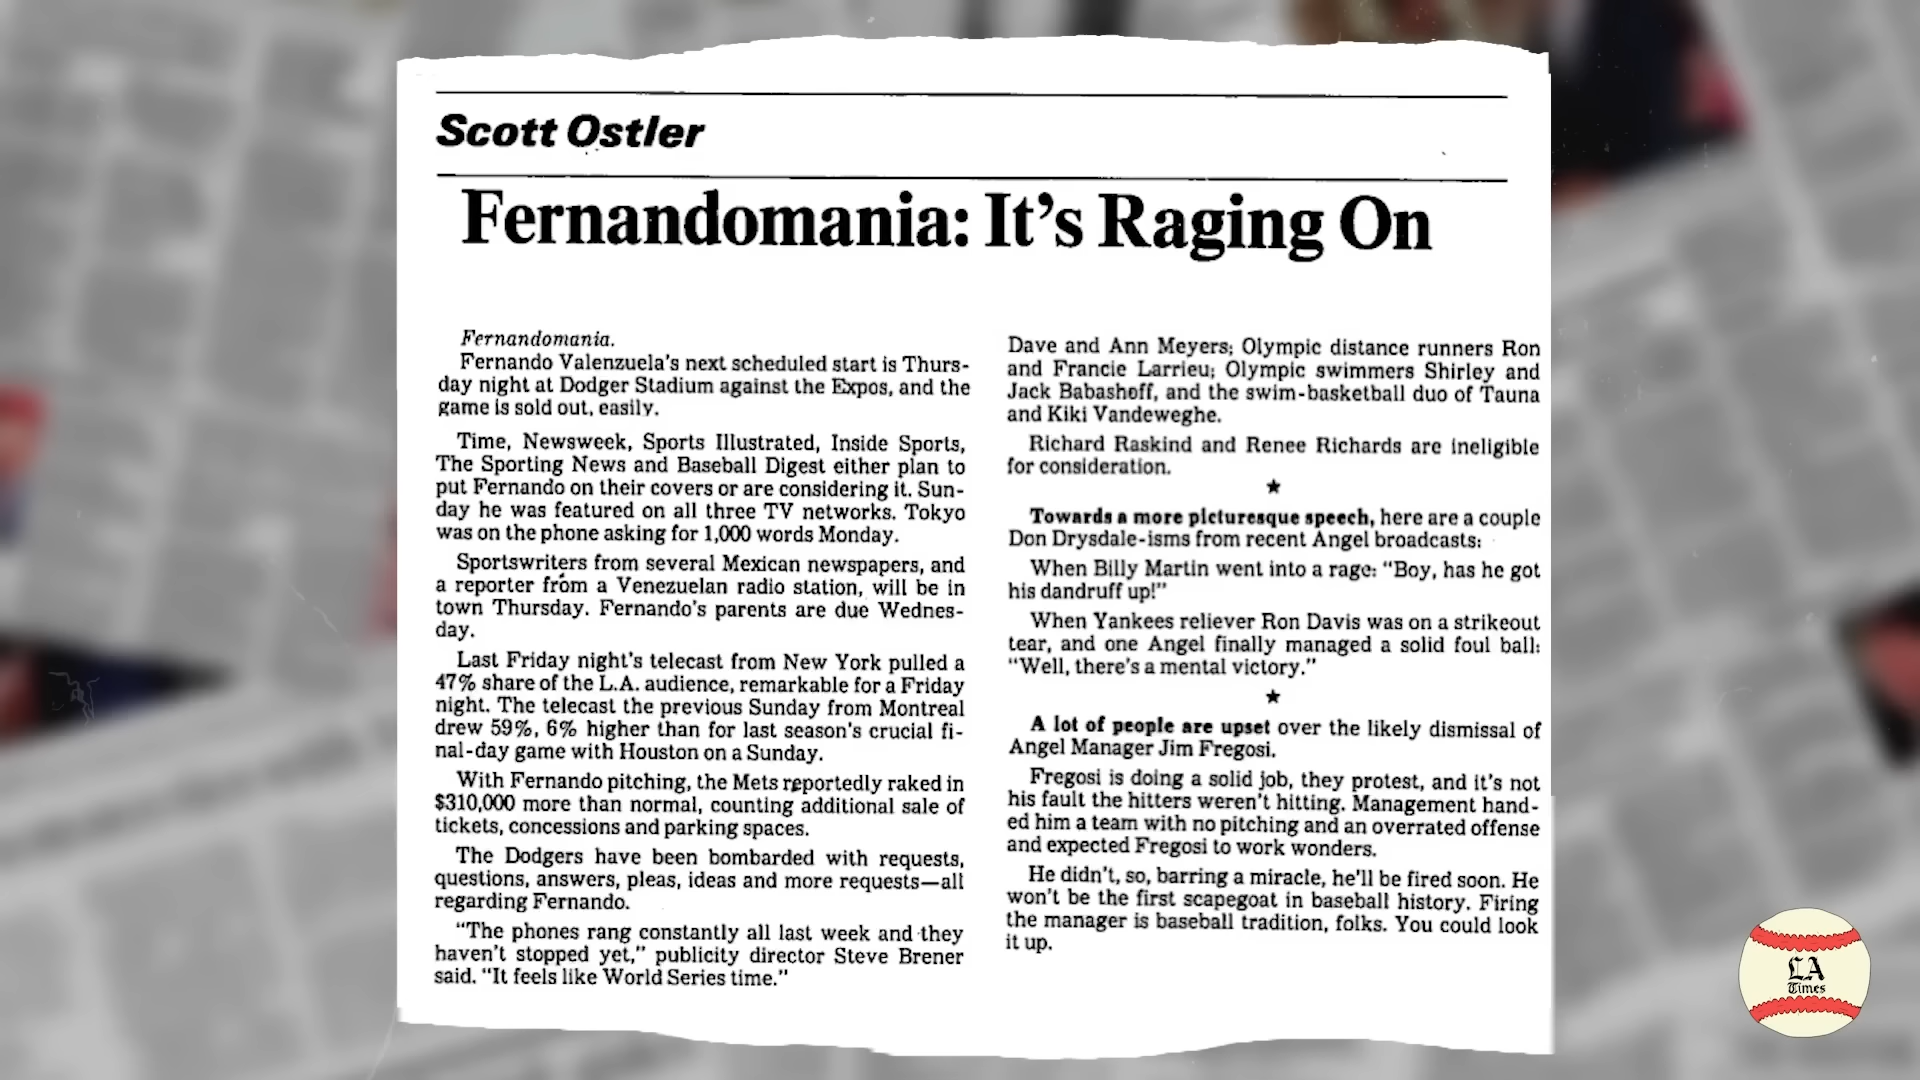 Scott Ostler
Fernandomania: It's Raging On
Fernandomania.
Fernando Valenzuela's next scheduled start is Thurs-
day night at Dodger Stadium against the Expos, and the
game is sold out, easily.
Time, Newsweek, Sports Illustrated, Inside Sports,
The Sporting News and Baseball Digest either plan to
put Fernando on their covers or are considering it. Sun-
day he was featured on all three TV networks. Tokyo
was on the phone asking for 1,000 words Monday.
Sportswriters from several Mexican newspapers, and
a reporter from a Venezuelan radio station, will be in
town Thursday. Fernando's parents are due Wednes-
day.
Last Friday night's telecast from New York pulled a
47% share of the L.A. audience, remarkable for a Friday
night. The telecast the previous Sunday from Montreal
drew 59%, 6% higher than for last season's crucial fi-
nal-day game with Houston on a Sunday.
With Fernando pitching, the Mets reportedly raked in
$310,000 more than normal, counting additional sale of
tickets, concessions and parking spaces.
The Dodgers have been bombarded with requests,
questions, answers, pleas, ideas and more requests—all
regarding Fernando.
"The phones rang constantly all last week and they
haven't stopped yet," publicity director Steve Brener
said. "It feels like World Series time."
Dave and Ann Meyers; Olympic distance runners Ron
and Francie Larrieu; Olympic swimmers Shirley and
Jack Babashoff, and the swim-basketball duo of Tauna
and Kiki Vandeweghe.
Richard Raskind and Renee Richards are ineligible
for consideration.
★
Towards a more picturesque speech, here are a couple
Don Drysdale-isms from recent Angel broadcasts:
When Billy Martin went into a rage: "Boy, has he got
his dandruff up!"
When Yankees reliever Ron Davis was on a strikeout
tear, and one Angel finally managed a solid foul ball:
"Well, there's a mental victory."
★
A lot of people are upset over the likely dismissal of
Angel Manager Jim Fregosi.
Fregosi is doing a solid job, they protest, and it's not
his fault the hitters weren't hitting. Management hand-
ed him a team with no pitching and an overrated offense
and expected Fregosi to work wonders.
He didn't, so, barring a miracle, he'll be fired soon. He
won't be the first scapegoat in baseball history. Firing
the manager is baseball tradition, folks. You could look
it up.
LA
Times